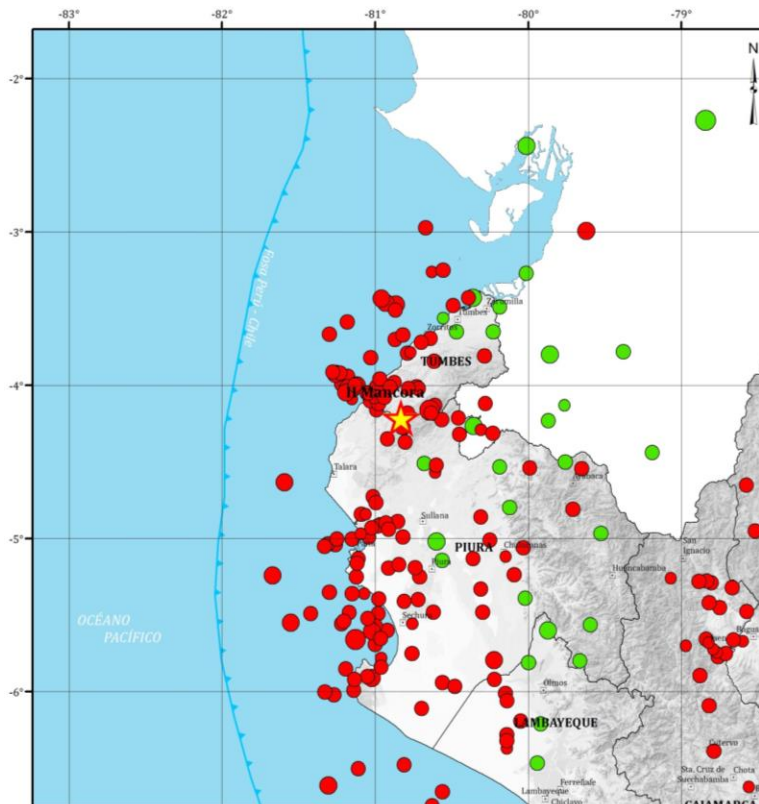 -83°
-82°
-81°
-80°
-79°
-2°
N
-3°
Fosa Perú - Chile
Zarumilla
Tumbes
Zorritos
TUMBES
-4°
Mancora
Talara
Sullana
-5°
PIURA
Piura
San
Ignacio
Huancabamba
OCÉANO
PACÍFICO
Sechura
-6°
Olmos
LAMBAYEQUE
Cutervo
Sta. Cruz de
Succhabamba
Chota
Ferreñafe
Lambayeque
Chiclayo
CAJAMARCA